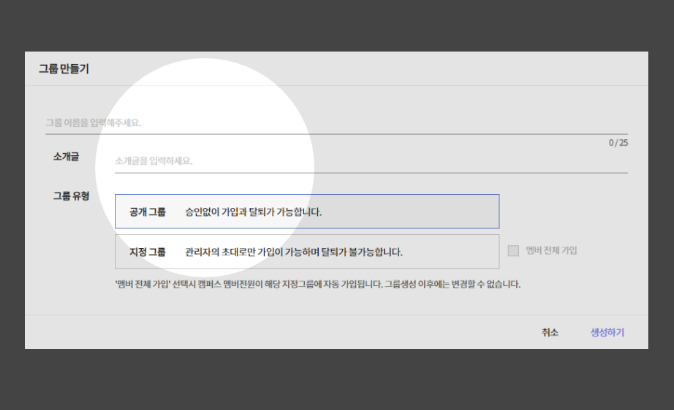 그룹 만들기
그룹 이름을 입력해주세요.
0 / 25
소개글
소개글을 입력하세요.
그룹 유형
공개 그룹 승인없이 가입과 탈퇴가 가능합니다.
지정 그룹 관리자의 초대로만 가입이 가능하며 탈퇴가 불가능합니다.
멤버 전체 가입
'멤버 전체 가입' 선택시 캠퍼스 멤버전원이 해당 지정그룹에 자동 가입됩니다. 그룹생성 이후에는 변경할 수 없습니다.
취소 생성하기